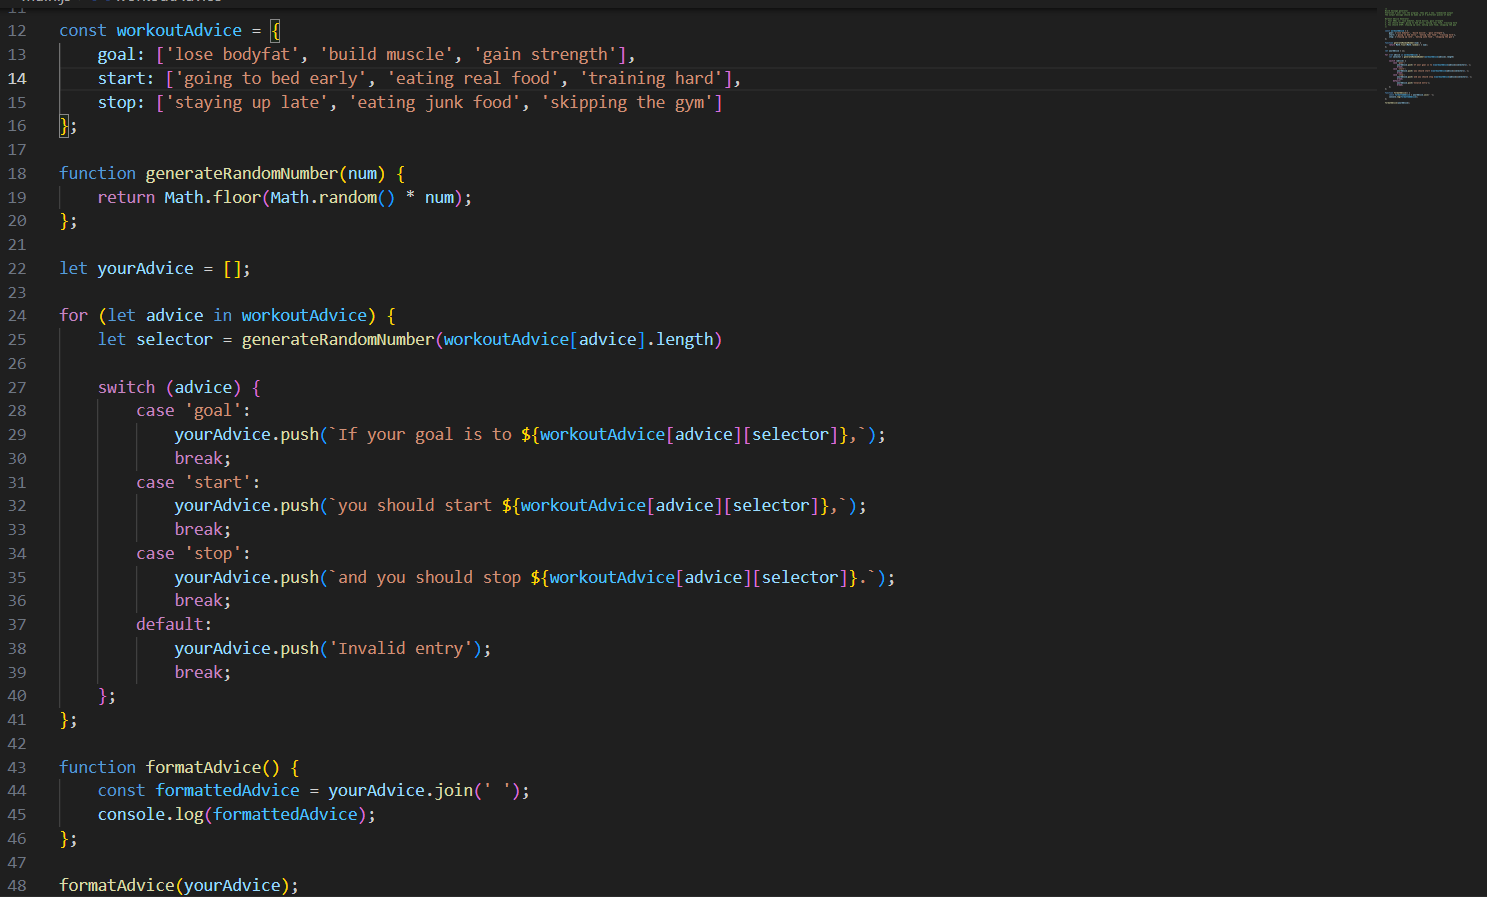 11
12 const workoutAdvice = {
13     goal: ['lose bodyfat', 'build muscle', 'gain strength'],
14     start: ['going to bed early', 'eating real food', 'training hard'],
15     stop: ['staying up late', 'eating junk food', 'skipping the gym']
16 };
17
18 function generateRandomNumber(num) {
19     return Math.floor(Math.random() * num);
20 };
21
22 let yourAdvice = [];
23
24 for (let advice in workoutAdvice) {
25     let selector = generateRandomNumber(workoutAdvice[advice].length)
26
27     switch (advice) {
28         case 'goal':
29             yourAdvice.push(`If your goal is to ${workoutAdvice[advice][selector]},`);
30             break;
31         case 'start':
32             yourAdvice.push(`you should start ${workoutAdvice[advice][selector]},`);
33             break;
34         case 'stop':
35             yourAdvice.push(`and you should stop ${workoutAdvice[advice][selector]}.`);
36             break;
37         default:
38             yourAdvice.push('Invalid entry');
39             break;
40     };
41 };
42
43 function formatAdvice() {
44     const formattedAdvice = yourAdvice.join(' ');
45     console.log(formattedAdvice);
46 };
47
48 formatAdvice(yourAdvice);